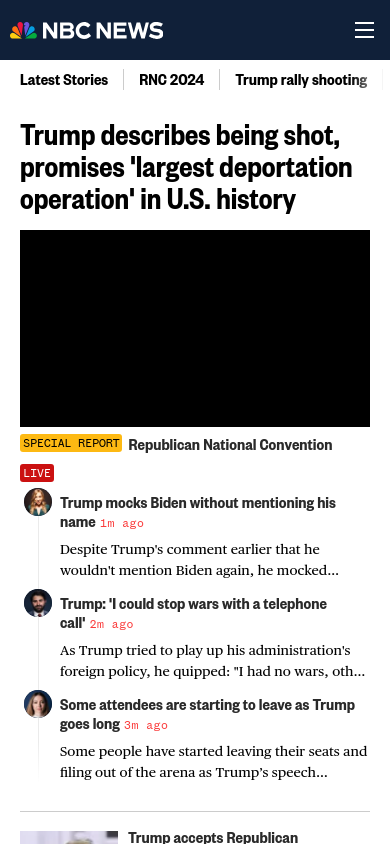 NBC NEWS
Latest Stories
RNC 2024
Trump rally shooting
Trump describes being shot,
promises 'largest deportation
operation' in U.S. history
SPECIAL REPORT Republican National Convention
LIVE
Trump mocks Biden without mentioning his
name 1m ago
Despite Trump's comment earlier that he
wouldn't mention Biden again, he mocked...
Trump: 'I could stop wars with a telephone
call' 2m ago
As Trump tried to play up his administration's
foreign policy, he quipped: "I had no wars, oth...
Some attendees are starting to leave as Trump
goes long 3m ago
Some people have started leaving their seats and
filing out of the arena as Trump’s speech...
Trump accepts Republican